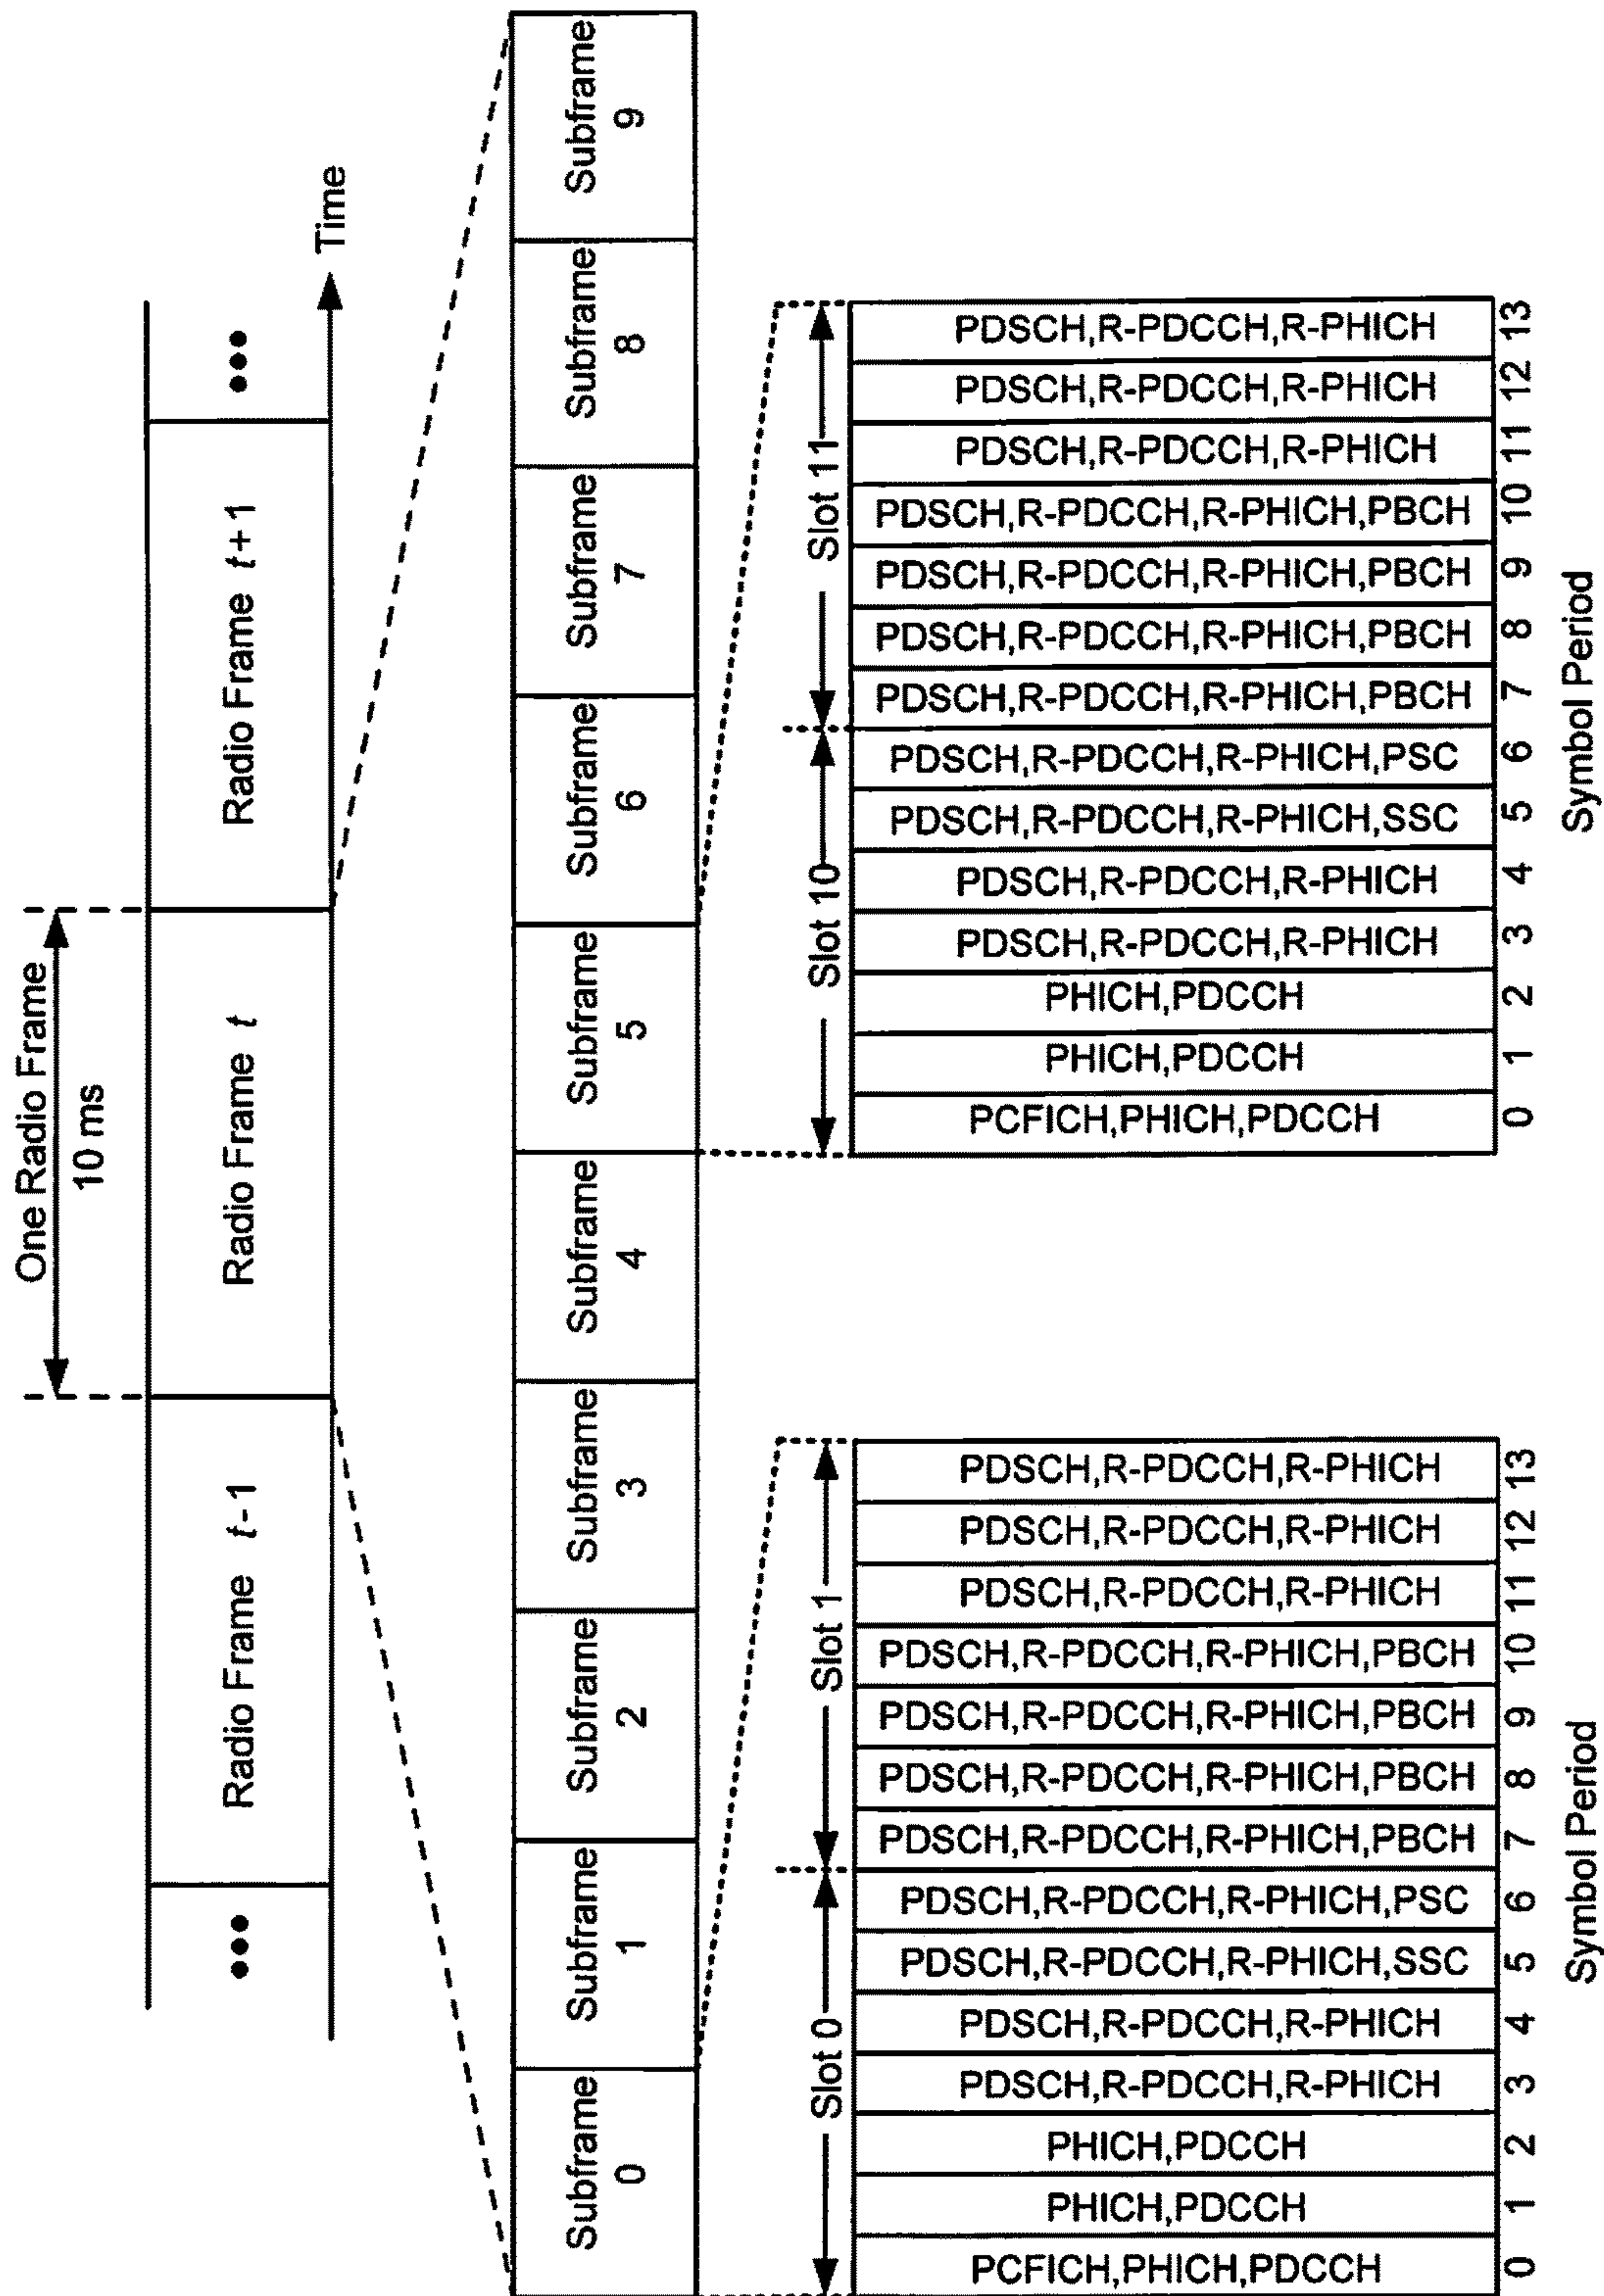 One Radio Frame
10 ms
•••
Radio Frame t-1
Radio Frame t
Radio Frame t+1
•••
Time
Subframe
0
Subframe
1
Subframe
2
Subframe
3
Subframe
4
Subframe
5
Subframe
6
Subframe
7
Subframe
8
Subframe
9
Slot 0
Slot 1
PCFICH,PHICH,PDCCH
PHICH,PDCCH
PHICH,PDCCH
PDSCH,R-PDCCH,R-PHICH
PDSCH,R-PDCCH,R-PHICH
PDSCH,R-PDCCH,R-PHICH,SSC
PDSCH,R-PDCCH,R-PHICH,PSC
PDSCH,R-PDCCH,R-PHICH,PBCH
PDSCH,R-PDCCH,R-PHICH,PBCH
PDSCH,R-PDCCH,R-PHICH,PBCH
PDSCH,R-PDCCH,R-PHICH,PBCH
PDSCH,R-PDCCH,R-PHICH
PDSCH,R-PDCCH,R-PHICH
PDSCH,R-PDCCH,R-PHICH
0 1 2 3 4 5 6 7 8 9 10 11 12 13
Symbol Period
Slot 10
Slot 11
PCFICH,PHICH,PDCCH
PHICH,PDCCH
PHICH,PDCCH
PDSCH,R-PDCCH,R-PHICH
PDSCH,R-PDCCH,R-PHICH
PDSCH,R-PDCCH,R-PHICH,SSC
PDSCH,R-PDCCH,R-PHICH,PSC
PDSCH,R-PDCCH,R-PHICH,PBCH
PDSCH,R-PDCCH,R-PHICH,PBCH
PDSCH,R-PDCCH,R-PHICH,PBCH
PDSCH,R-PDCCH,R-PHICH,PBCH
PDSCH,R-PDCCH,R-PHICH
PDSCH,R-PDCCH,R-PHICH
PDSCH,R-PDCCH,R-PHICH
0 1 2 3 4 5 6 7 8 9 10 11 12 13
Symbol Period